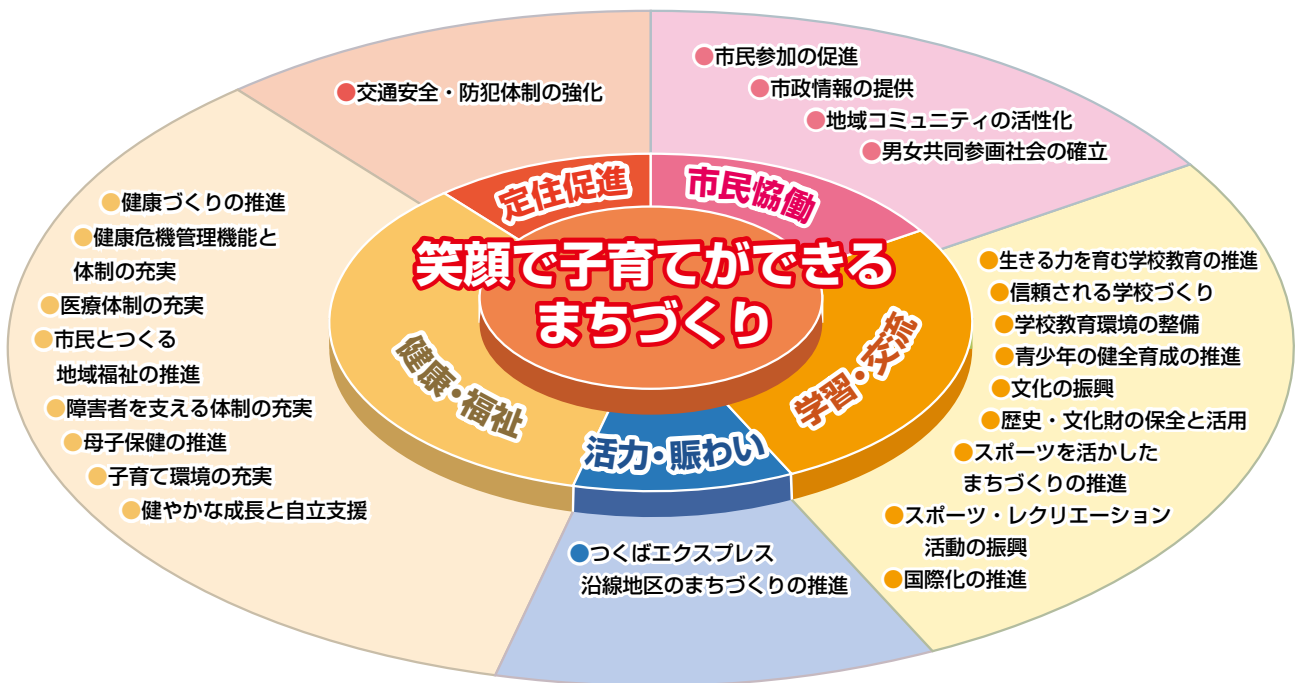 笑顔で子育てができる
まちづくり
定住促進
●交通安全・防犯体制の強化
市民協働
●市民参加の促進
●市政情報の提供
●地域コミュニティの活性化
●男女共同参画社会の確立
学習・交流
●生きる力を育む学校教育の推進
●信頼される学校づくり
●学校教育環境の整備
●青少年の健全育成の推進
●文化の振興
●歴史・文化財の保全と活用
●スポーツを活かした
まちづくりの推進
●スポーツ・レクリエーション
活動の振興
●国際化の推進
活力・賑わい
●つくばエクスプレス
沿線地区のまちづくりの推進
健康・福祉
●健康づくりの推進
●健康危機管理機能と
体制の充実
●医療体制の充実
●市民とつくる
地域福祉の推進
●障害者を支える体制の充実
●母子保健の推進
●子育て環境の充実
●健やかな成長と自立支援